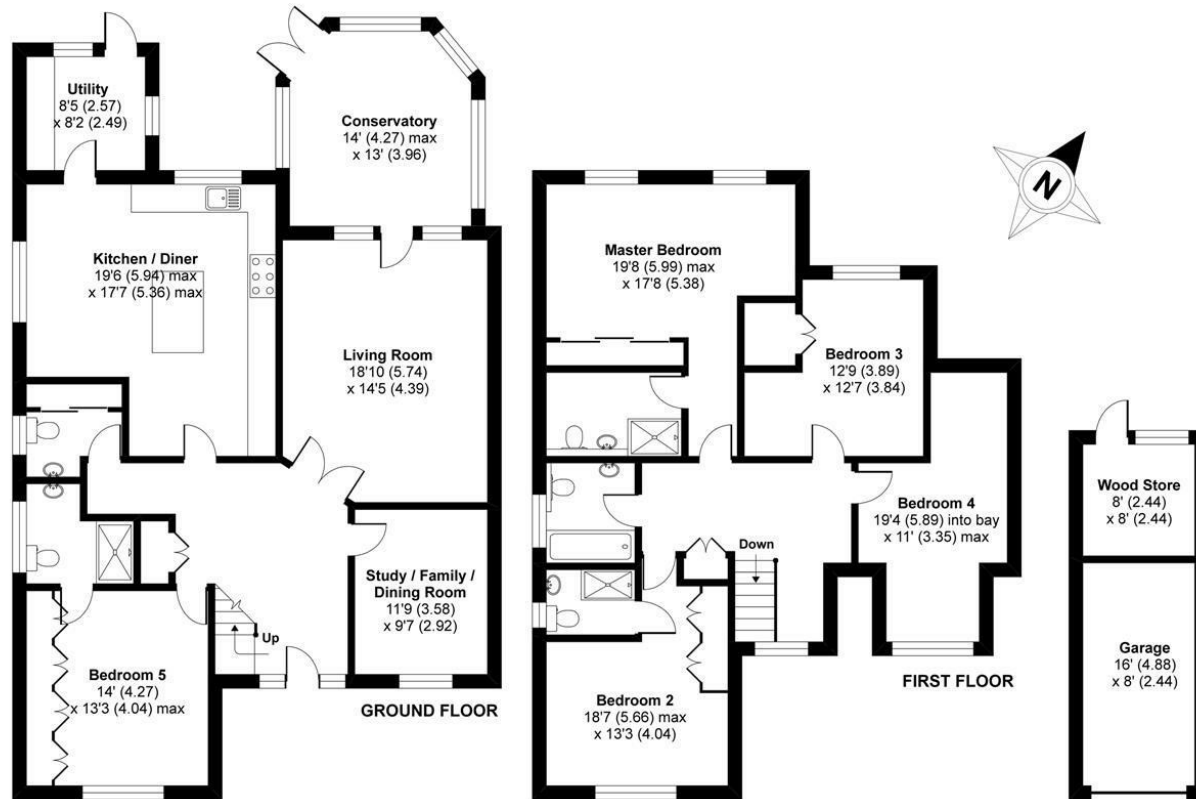 Utility
8'5 (2.57)
x 8'2 (2.49)
Conservatory
14' (4.27) max
x 13' (3.96)
Kitchen / Diner
19'6 (5.94) max
x 17'7 (5.36) max
Living Room
18'10 (5.74)
x 14'5 (4.39)
Study / Family /
Dining Room
11'9 (3.58)
x 9'7 (2.92)
Up
Bedroom 5
14' (4.27)
x 13'3 (4.04) max
GROUND FLOOR
N
Master Bedroom
19'8 (5.99) max
x 17'8 (5.38)
Bedroom 3
12'9 (3.89)
x 12'7 (3.84)
Bedroom 4
19'4 (5.89) into bay
x 11' (3.35) max
Down
Bedroom 2
18'7 (5.66) max
x 13'3 (4.04)
FIRST FLOOR
Wood Store
8' (2.44)
x 8' (2.44)
Garage
16' (4.88)
x 8' (2.44)